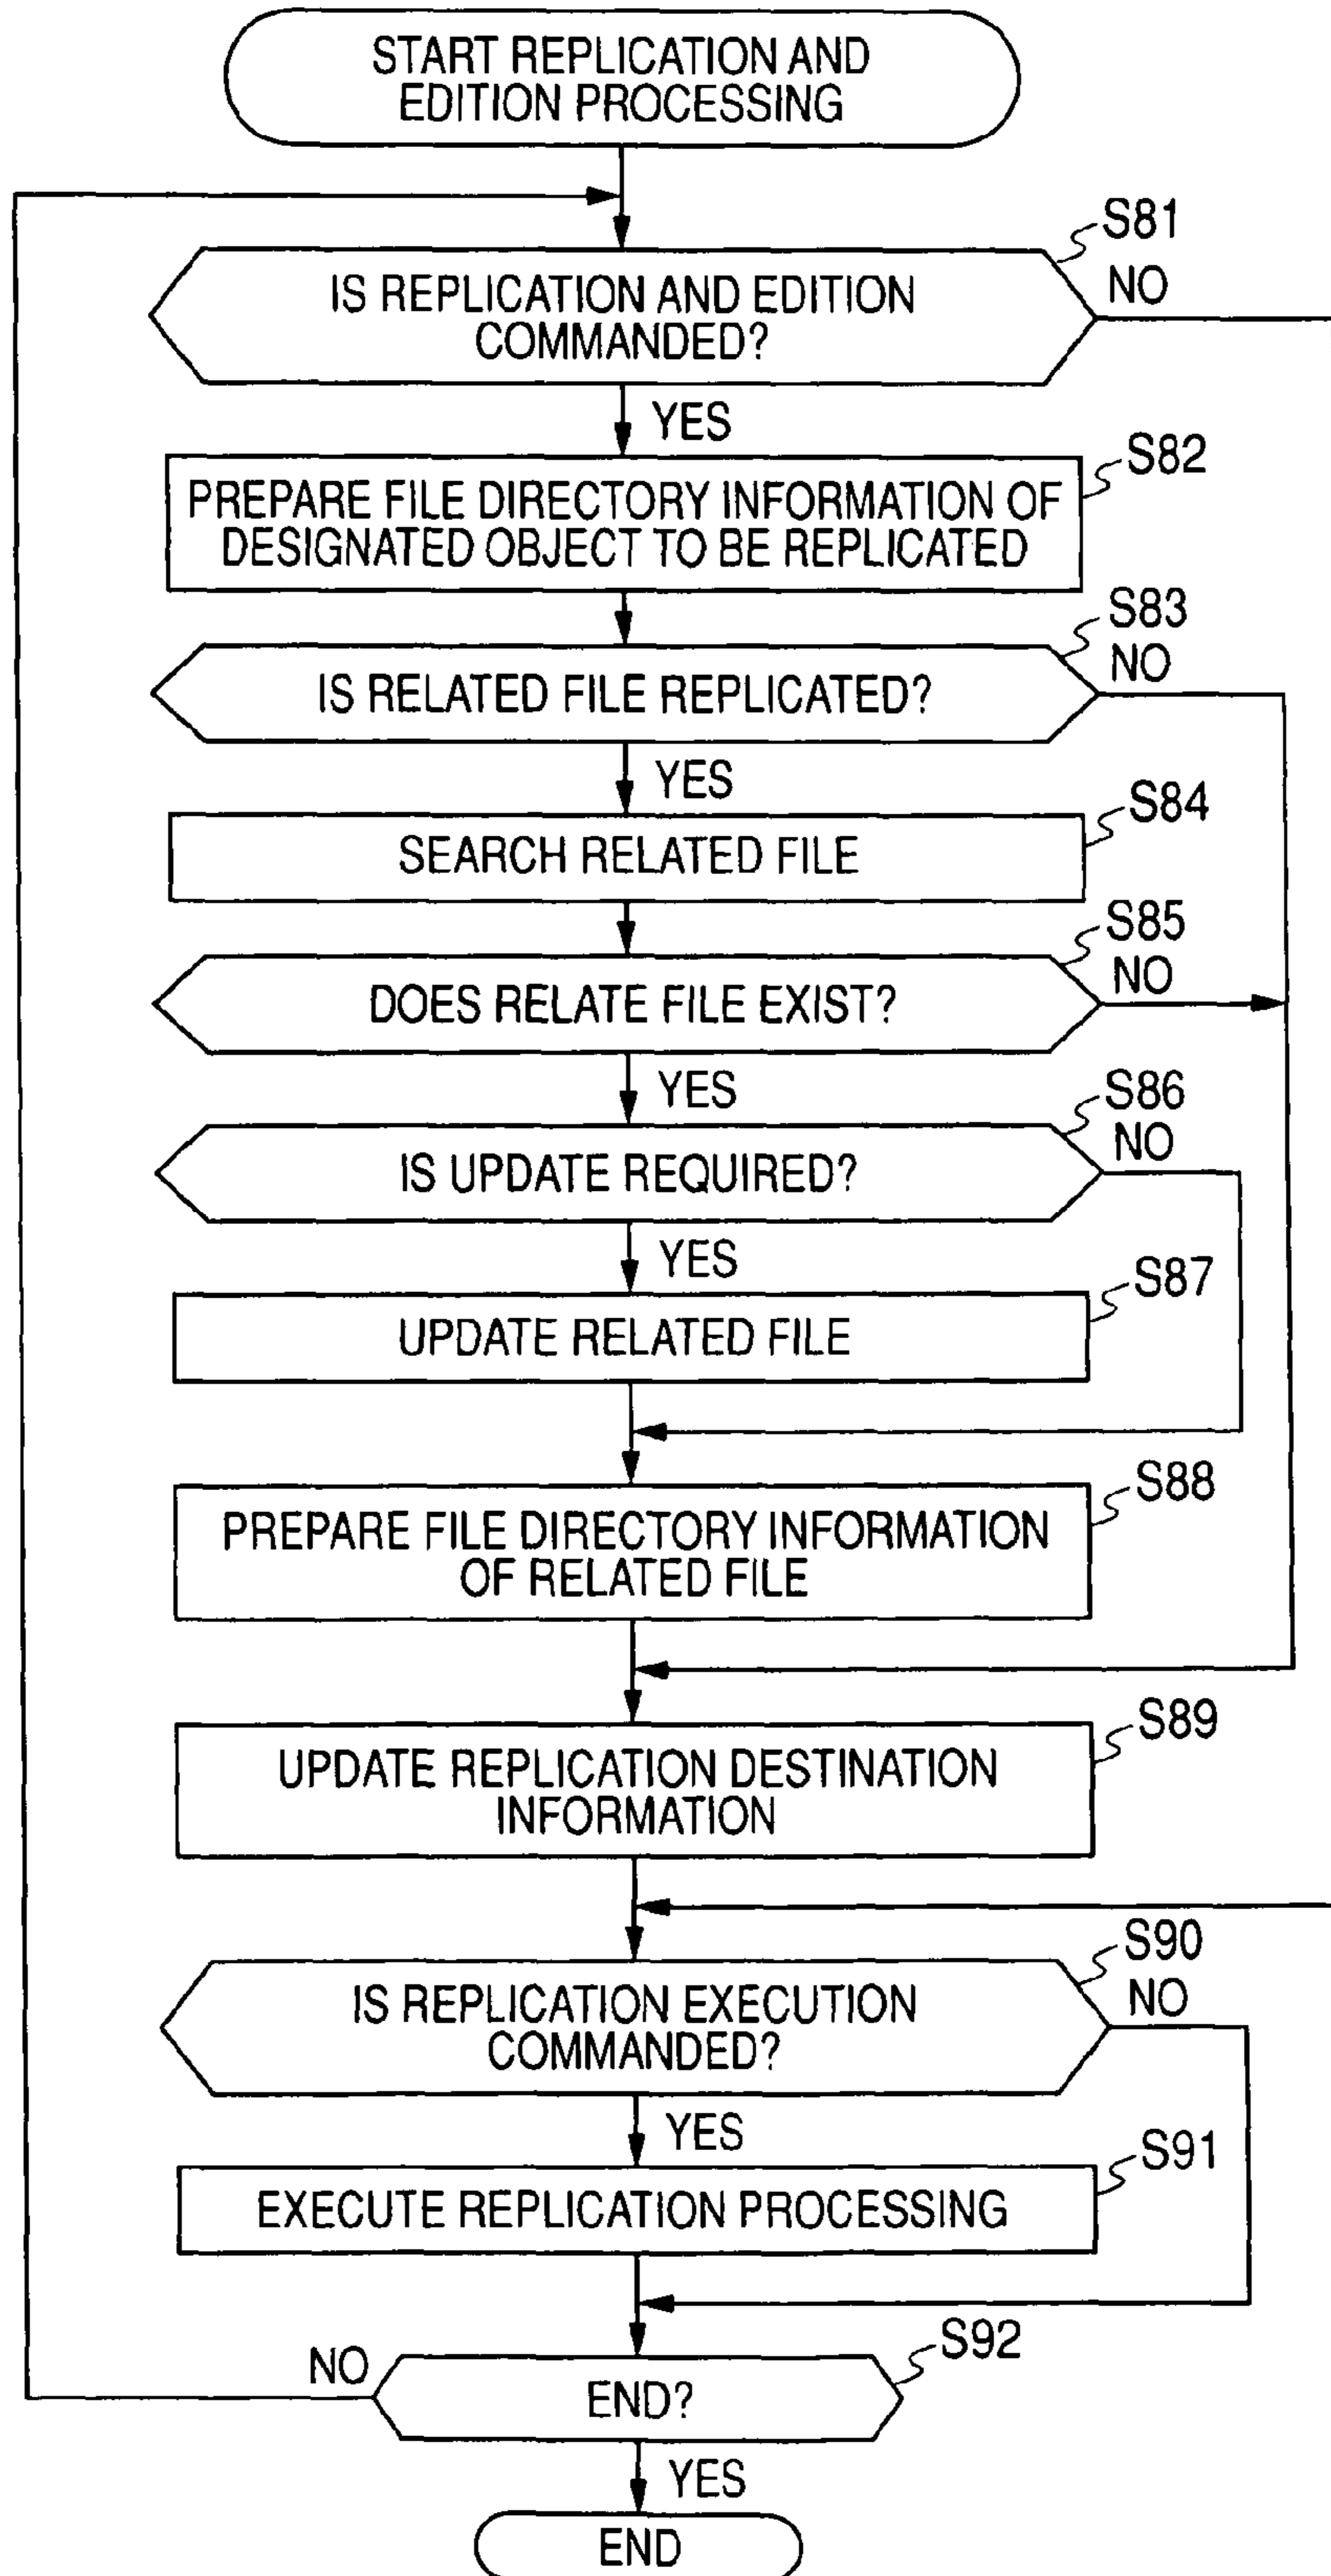 START REPLICATION AND
EDITION PROCESSING
S81
IS REPLICATION AND EDITION
COMMANDED?
NO
YES
S82
PREPARE FILE DIRECTORY INFORMATION OF
DESIGNATED OBJECT TO BE REPLICATED
S83
IS RELATED FILE REPLICATED?
NO
YES
S84
SEARCH RELATED FILE
S85
DOES RELATE FILE EXIST?
NO
YES
S86
IS UPDATE REQUIRED?
NO
YES
S87
UPDATE RELATED FILE
S88
PREPARE FILE DIRECTORY INFORMATION
OF RELATED FILE
S89
UPDATE REPLICATION DESTINATION
INFORMATION
S90
IS REPLICATION EXECUTION
COMMANDED?
NO
YES
S91
EXECUTE REPLICATION PROCESSING
S92
NO
END?
YES
END